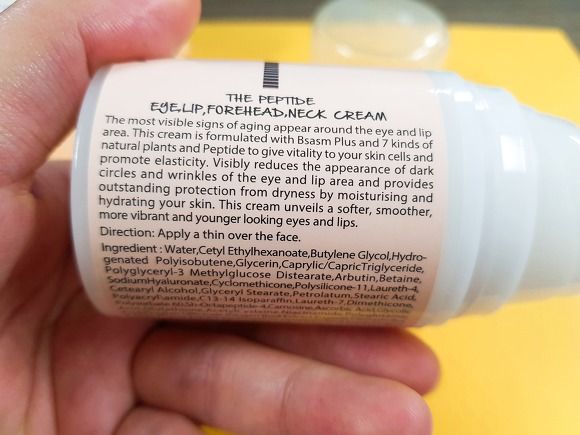 THE PEPTIDE
EYE,LIP,FOREHEAD,NECK CREAM
The most visible signs of aging appear around the eye and lip
area. This cream is formulated with Bsasm Plus and 7 kinds of
natural plants and Peptide to give vitality to your skin cells and
promote elasticity. Visibly reduces the appearance of dark
circles and wrinkles of the eye and lip area and provides
outstanding protection from dryness by moisturising and
hydrating your skin. This cream unveils a softer, smoother,
more vibrant and younger looking eyes and lips.
Direction: Apply a thin over the face.
Ingredient : Water,Cetyl Ethylhexanoate,Butylene Glycol,Hydro-
genated Polyisobutene,Glycerin,Caprylic/CapricTriglyceride,
Polyglyceryl-3 Methylglucose Distearate,Arbutin,Betaine,
SodiumHyaluronate,Cyclomethicone,Polysilicone-11,Laureth-4,
Cetearyl Alcohol,Glyceryl Stearate,Petrolatum,Stearic Acid,
Polyacrylamide,C13-14 Isoparaffin,Laureth-7,Dimethicone,
Octapeptide-4,Carnosine,Ascorbic Acid,Glycolic